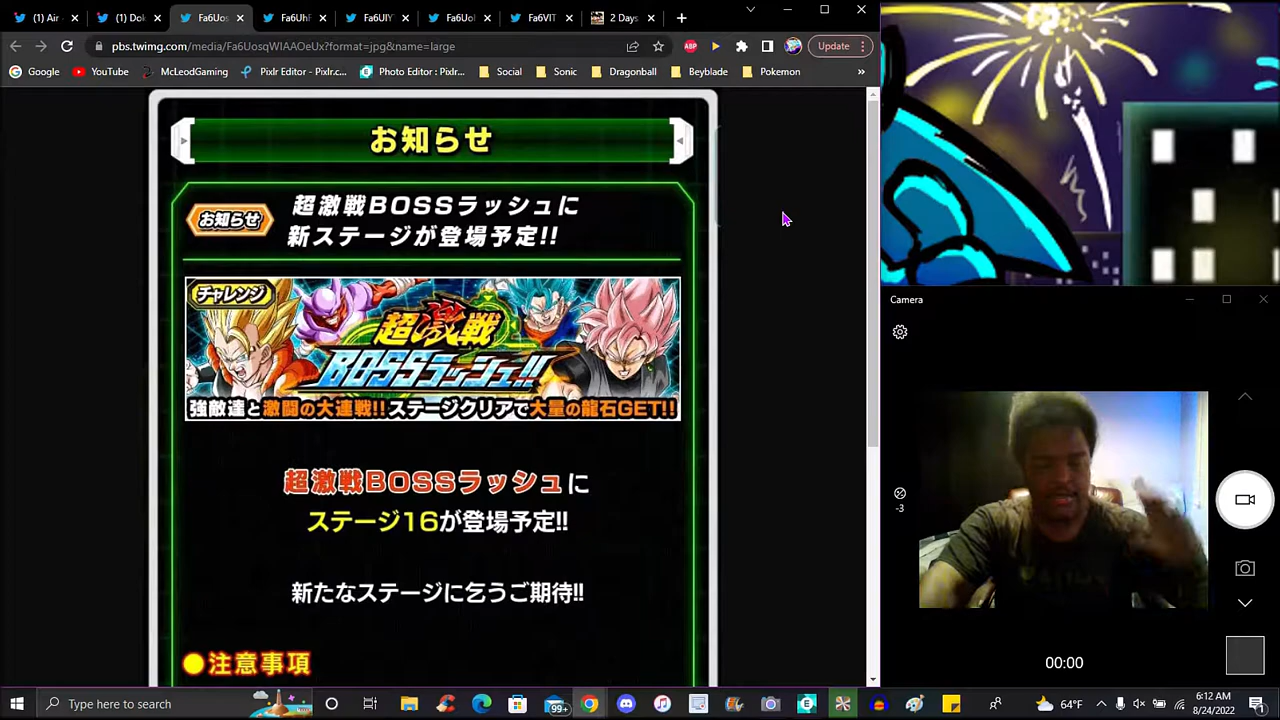 (1) Air
(1) Dok
Fa6Uos
Fa6UhI
Fa6UIY
Fa6Uol
Fa6VIT
2 Days
pbs.twimg.com/media/Fa6UosqWIAAOeUx?format=jpg&name=large
ABP
Update
Google
YouTube
McLeodGaming
Pixlr Editor - Pixlr.c...
Photo Editor : Pixlr...
Social
Sonic
Dragonball
Beyblade
Pokemon
»
お知らせ
お知らせ
超激戦BOSSラッシュに
新ステージが登場予定!!
チャレンジ
超激戦
BOSSラッシュ!!
強敵達と激闘の大連戦!!ステージクリアで大量の龍石GET!!
超激戦BOSSラッシュに
ステージ16が登場予定!!
新たなステージに乞うご期待!!
●注意事項
Camera
-3
00:00
Type here to search
99+
64°F
6:12 AM
8/24/2022